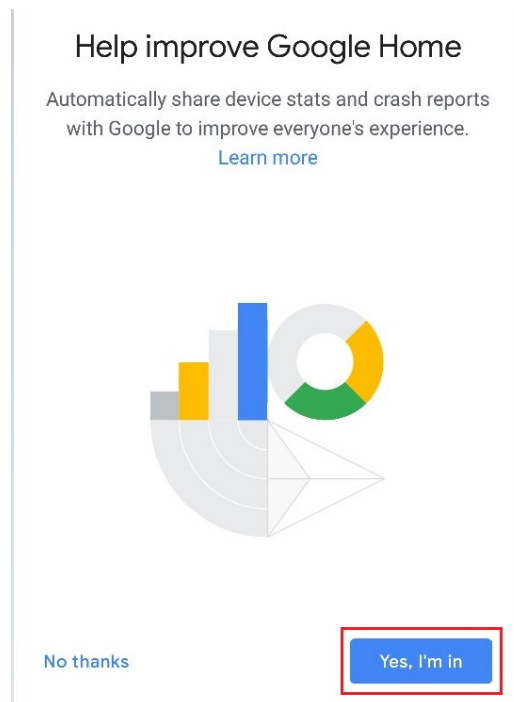 Help improve Google Home
Automatically share device stats and crash reports
with Google to improve everyone's experience.
Learn more
No thanks
Yes, I'm in